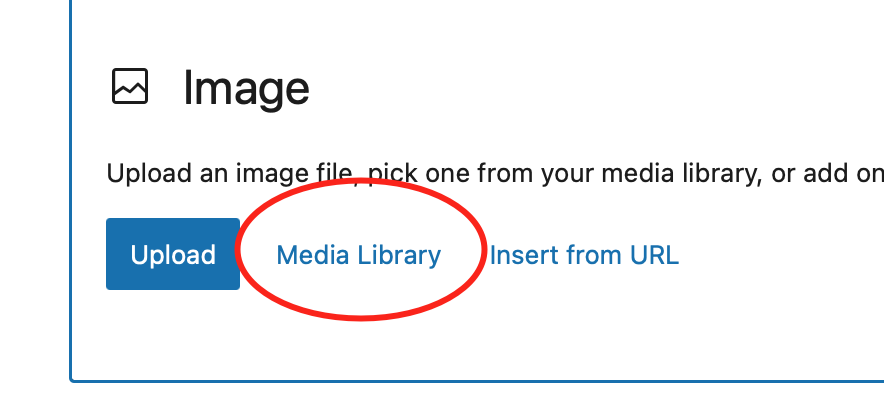 Image
Upload an image file, pick one from your media library, or add on
Upload Media Library Insert from URL